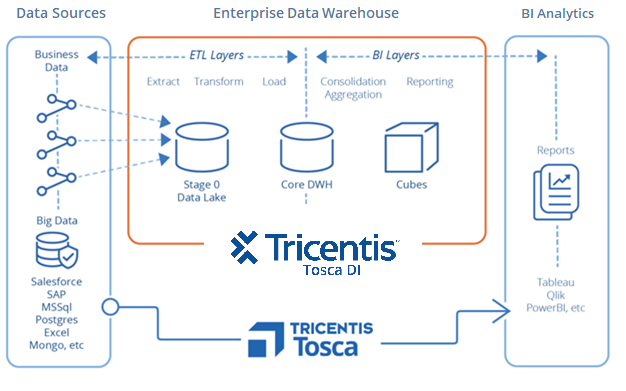 Data Sources
Enterprise Data Warehouse
BI Analytics
Business
Data
ETL Layers
BI Layers
Extract
Transform
Load
Consolidation
Aggregation
Reporting
Stage 0
Data Lake
Core DWH
Cubes
Reports
Big Data
Tricentis
Tosca DI
Salesforce
SAP
MSSql
Postgres
Excel
Mongo, etc
Tableau
Qlik
PowerBI, etc
TRICENTIS
Tosca